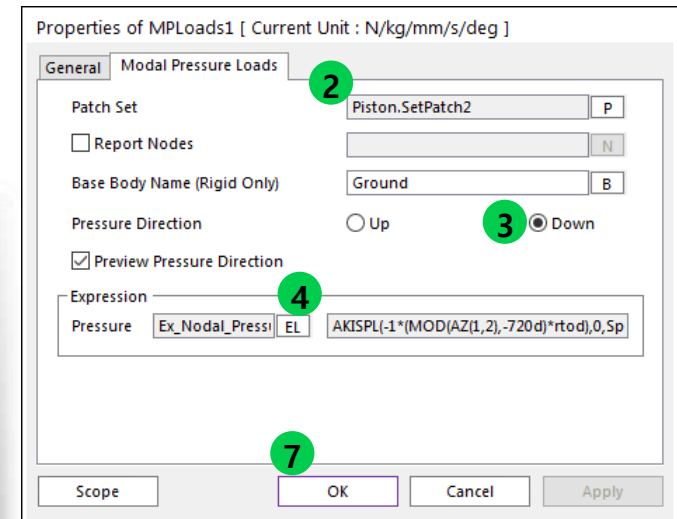 Properties of MPLoads1 [ Current Unit : N/kg/mm/s/deg ]
General Modal Pressure Loads
2
Patch Set Piston.SetPatch2 P
Report Nodes N
Base Body Name (Rigid Only) Ground B
Pressure Direction Up 3 Down
Preview Pressure Direction
Expression 4
Pressure Ex_Nodal_Pressu EL AKISPL(-1*(MOD(AZ(1,2),-720d)*rtod),0,Sp
7
Scope OK Cancel Apply